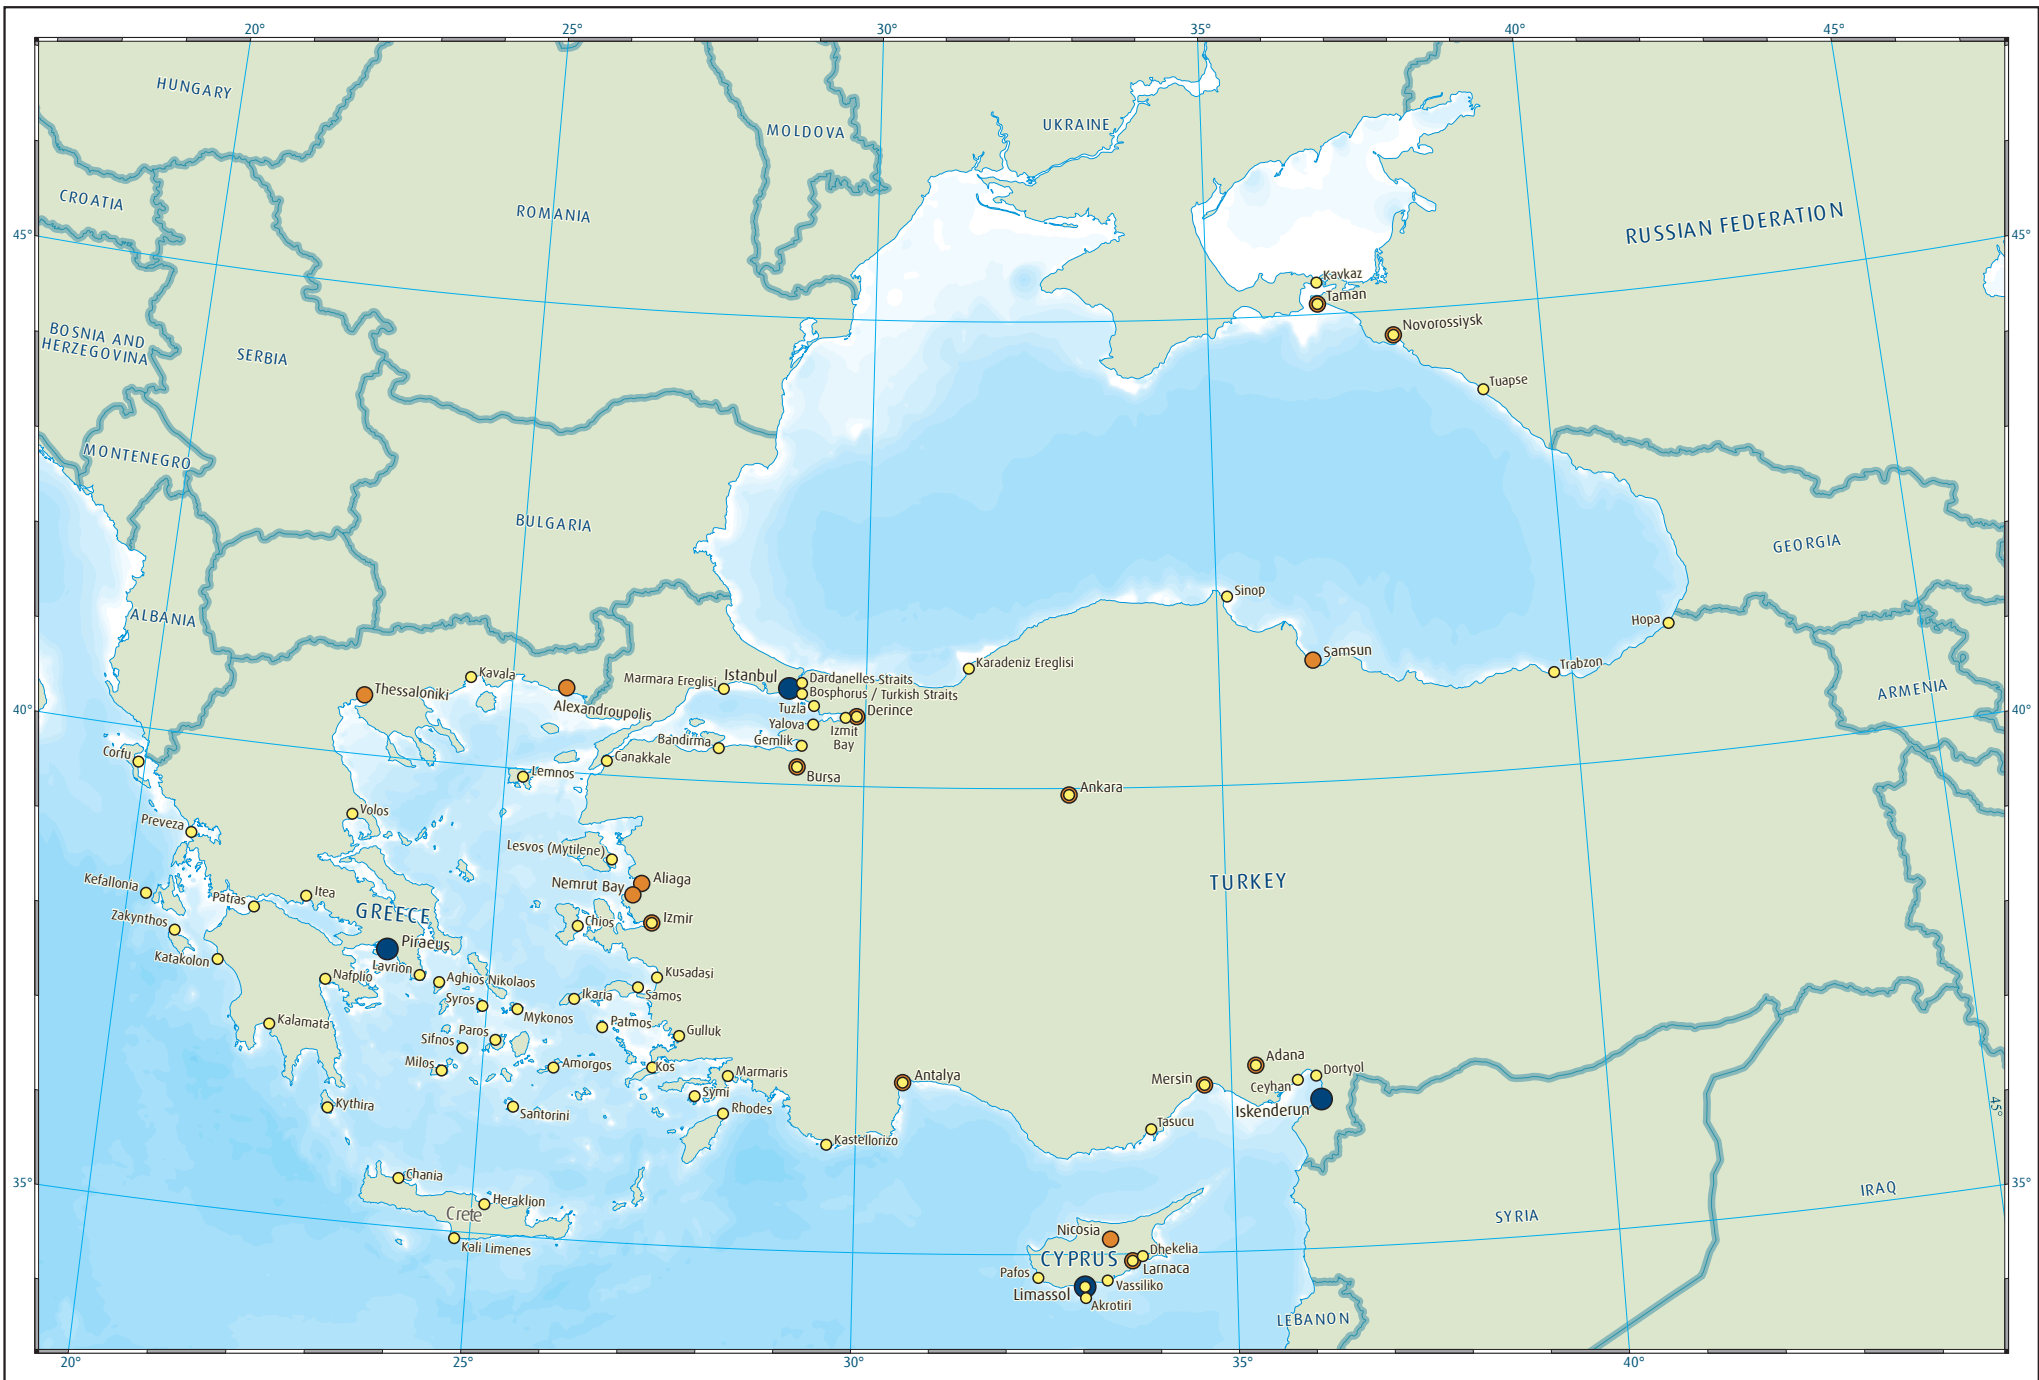 20°
25°
30°
35°
40°
45°
HUNGARY
MOLDOVA
UKRAINE
CROATIA
ROMANIA
RUSSIAN FEDERATION
45°
45°
Kavkaz
Taman
Novorossiysk
BOSNIA AND
HERZEGOVINA
SERBIA
Tuapse
MONTENEGRO
BULGARIA
GEORGIA
Sinop
ALBANIA
Hopa
Samsun
Karadeniz Ereglisi
Trabzon
Kavala
Marmara Ereglisi
Istanbul
Dardanelles Straits
Bosphorus / Turkish Straits
Thessaloniki
ARMENIA
Alexandroupolis
Tuzla
Derince
40°
40°
Yalova
Izmit
Bay
Bandirma
Gemlik
Corfu
Canakkale
Lemnos
Bursa
Ankara
Volos
Preveza
Lesvos (Mytilene)
Aliaga
Nemrut Bay
TURKEY
Kefallonia
Itea
Patras
GREECE
Zakynthos
Chios
Izmir
Piraeus
Katakolon
Lavrion
Nafplio
Aghios Nikolaos
Kusadasi
Samos
Syros
Ikaria
Mykonos
Kalamata
Patmos
Paros
Sifnos
Gulluk
Milos
Amorgos
Kos
Marmaris
Antalya
Adana
Mersin
Dortyol
Ceyhan
Iskenderun
Symi
Kythira
Santorini
Rhodes
Tasucu
45°
Kastellorizo
Chania
35°
35°
Heraklion
Crete
IRAQ
SYRIA
Kali Limenes
Nicosia
CYPRUS
Dhekelia
Larnaca
Pafos
Vassiliko
Limassol
Akrotiri
LEBANON
20°
25°
30°
35°
40°